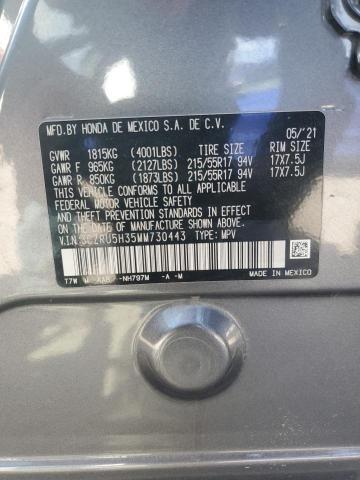 MFD.BY HONDA DE MEXICO S.A. DE C.V. 05/'21
GVWR 1815KG (4001LBS) TIRE SIZE RIM SIZE
GAWR F 965KG (2127LBS) 215/55R17 94V 17X7.5J
GAWR R 850KG (1873LBS) 215/55R17 94V 17X7.5J
THIS VEHICLE CONFORMS TO ALL APPLICABLE
FEDERAL MOTOR VEHICLE SAFETY AND THEFT
PREVENTION STANDARDS IN EFFECT ON THE DATE
OF MANUFACTURE SHOWN ABOVE.
V.I.N: 3CZRU5H35MM730443 TYPE: MPV
T7W M -NH797M -A -M MADE IN MEXICO